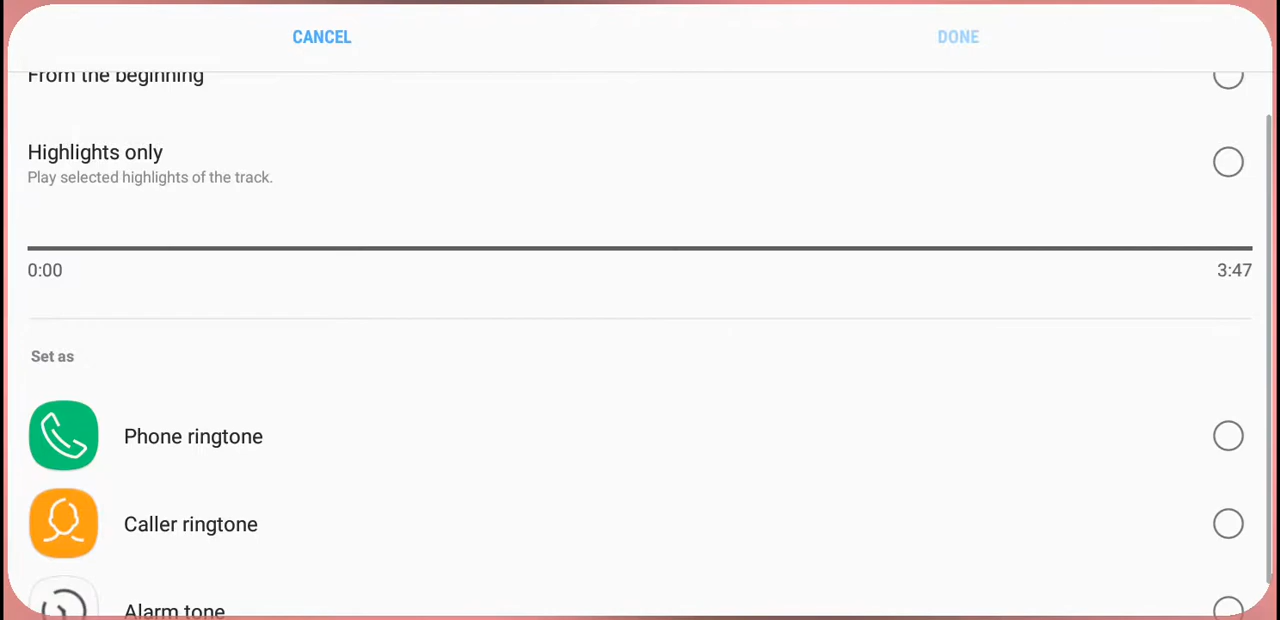 CANCEL
DONE
From the beginning
Highlights only
Play selected highlights of the track.
0:00
3:47
Set as
Phone ringtone
Caller ringtone
Alarm tone